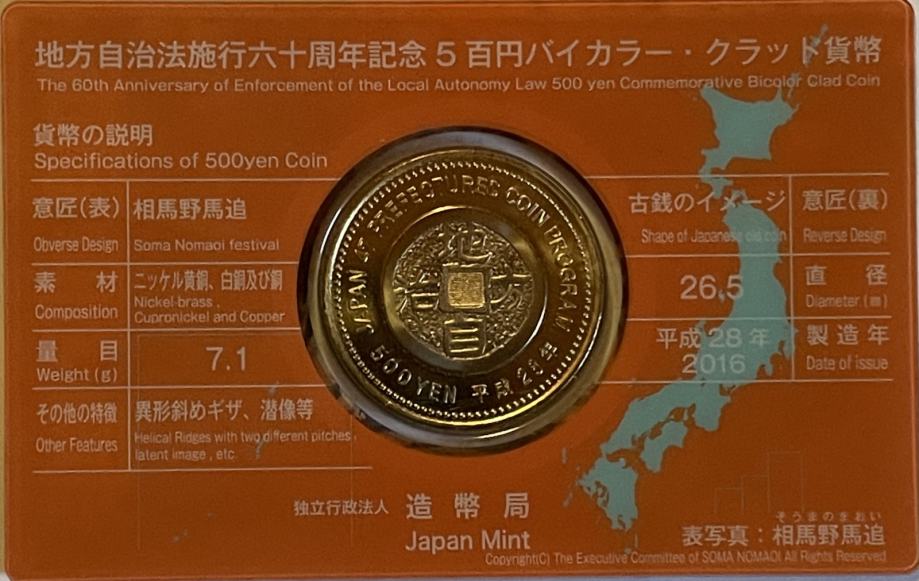 地方自治法施行六十周年記念5百円バイカラー・クラッド貨幣
The 60th Anniversary of Enforcement of the Local Autonomy Law 500 yen Commemorative Bicolor Clad Coin
貨幣の説明
Specifications of 500yen Coin
意匠(表) 相馬野馬追
Obverse Design Soma Nomaoi festival
素材 ニッケル黄銅、白銅及び銅
Composition Nickel-brass, Cupronickel and Copper
量目 7.1
Weight (g)
その他の特徴 異形斜めギザ、潜像等
Other Features Helical Ridges with two different pitches, latent image, etc
JAPAN 47 PREFECTURES COIN PROGRAM
地方自治
500YEN 平成28年
古銭のイメージ 意匠(裏)
Shape of Japanese old coin Reverse Design
26.5 直径
Diameter (㎜)
平成28年 製造年
2016 Date of issue
独立行政法人 造幣局
Japan Mint
そうまのまおい
表写真:相馬野馬追
Copyright(C) The Executive Committee of SOMA NOMAOI All Rights Reserved